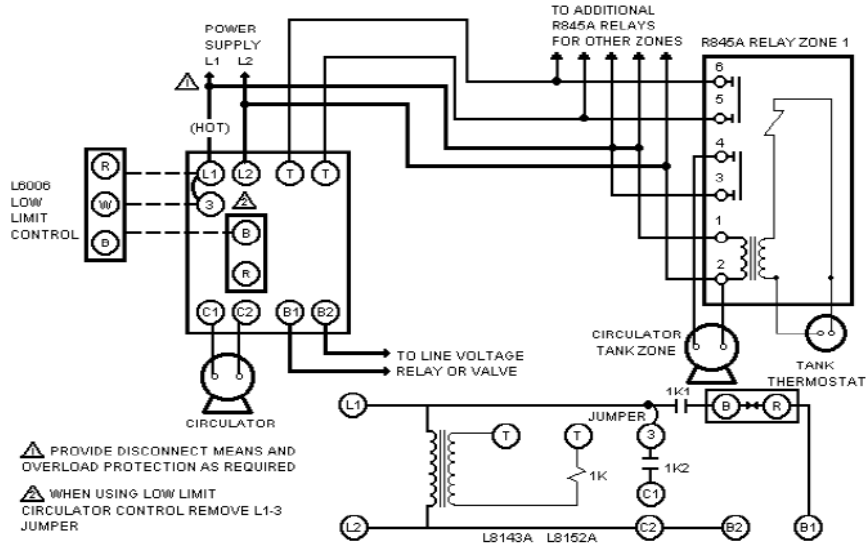 POWER
SUPPLY
L1 L2
TO ADDITIONAL
R845A RELAYS
FOR OTHER ZONES
R845A RELAY ZONE 1
1
(HOT)
6
5
4
3
1
2
L6006
LOW
LIMIT
CONTROL
R
W
B
L1
L2
T
T
3
2
B
R
C1
C2
B1
B2
TO LINE VOLTAGE
RELAY OR VALVE
CIRCULATOR
CIRCULATOR
TANK ZONE
TANK
THERMOSTAT
1 PROVIDE DISCONNECT MEANS AND
OVERLOAD PROTECTION AS REQUIRED
2 WHEN USING LOW LIMIT
CIRCULATOR CONTROL REMOVE L1-3
JUMPER
L1
JUMPER
1K1
B
R
T
T
3
1K
1K2
C1
L2
C2
B2
B1
L8143A L8152A